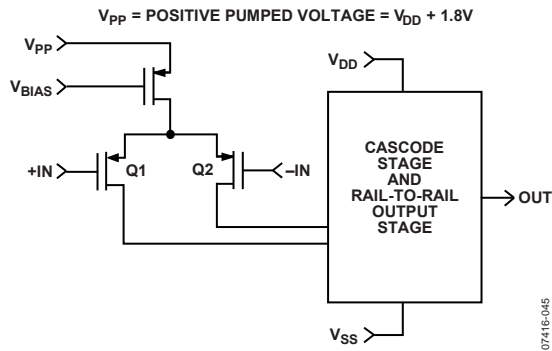 VPP = POSITIVE PUMPED VOLTAGE = VDD + 1.8V
VPP
VBIAS
VDD
+IN
Q1
Q2
–IN
CASCODE
STAGE
AND
RAIL-TO-RAIL
OUTPUT
STAGE
OUT
VSS
07416-045